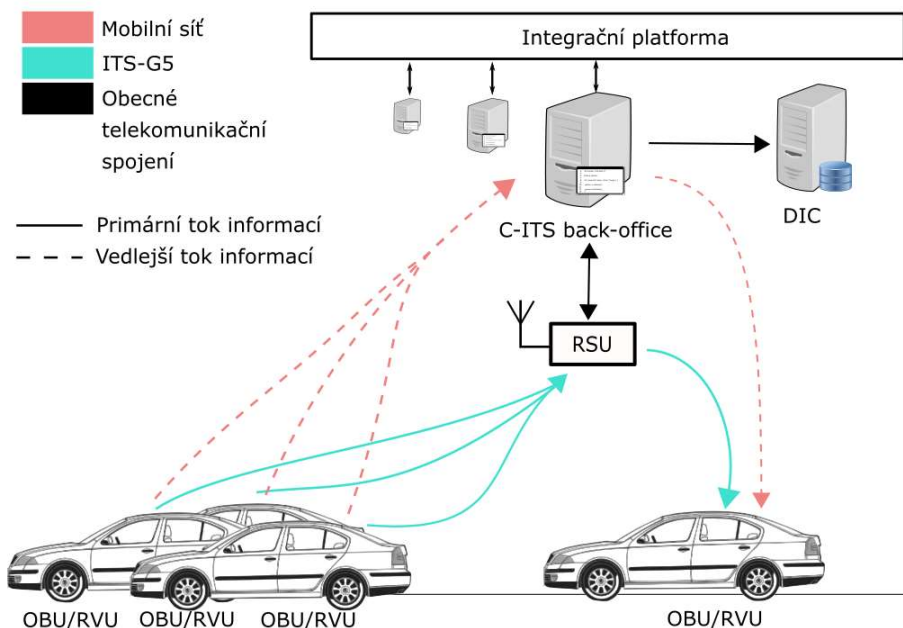 Mobilní síť
ITS-G5
Obecné
telekomunikační
spojení
Primární tok informací
Vedlejší tok informací
Integrační platforma
C-ITS back-office
DIC
RSU
OBU/RVU
OBU/RVU
OBU/RVU
OBU/RVU